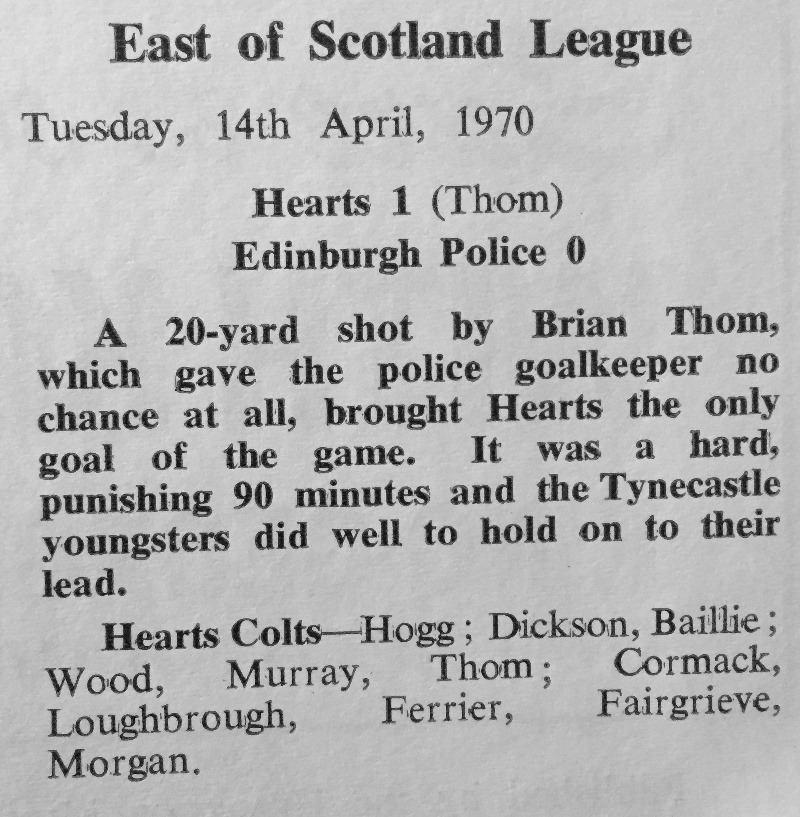 East of Scotland League
Tuesday, 14th April, 1970
Hearts 1 (Thom)
Edinburgh Police 0
A 20-yard shot by Brian Thom,
which gave the police goalkeeper no
chance at all, brought Hearts the only
goal of the game. It was a hard,
punishing 90 minutes and the Tynecastle
youngsters did well to hold on to their
lead.
Hearts Colts—Hogg; Dickson, Baillie;
Wood, Murray, Thom; Cormack,
Loughbrough, Ferrier, Fairgrieve,
Morgan.